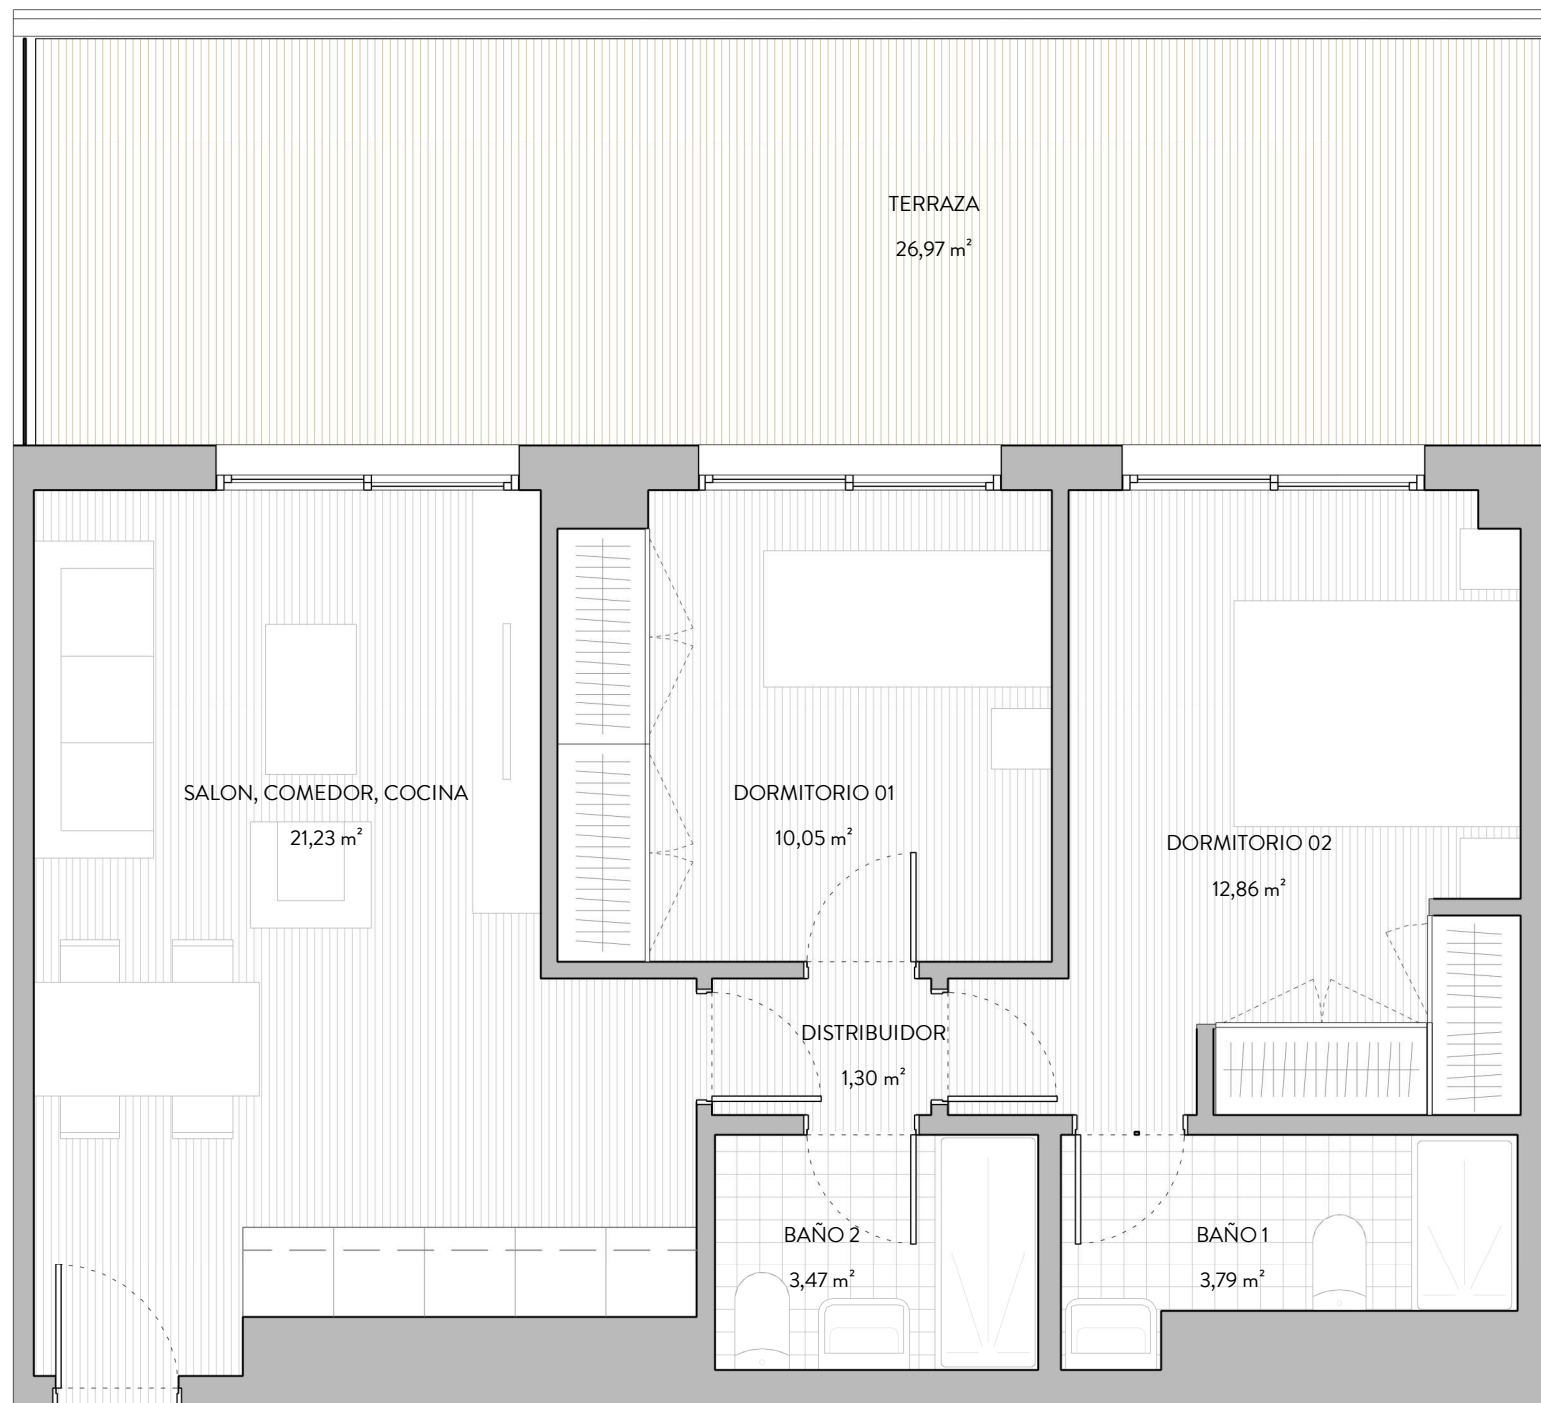 TERRAZA
26,97 m²
SALON, COMEDOR, COCINA
21,23 m²
DORMITORIO 01
10,05 m²
DORMITORIO 02
12,86 m²
DISTRIBUIDOR
1,30 m²
BAÑO 2
3,47 m²
BAÑO 1
3,79 m²